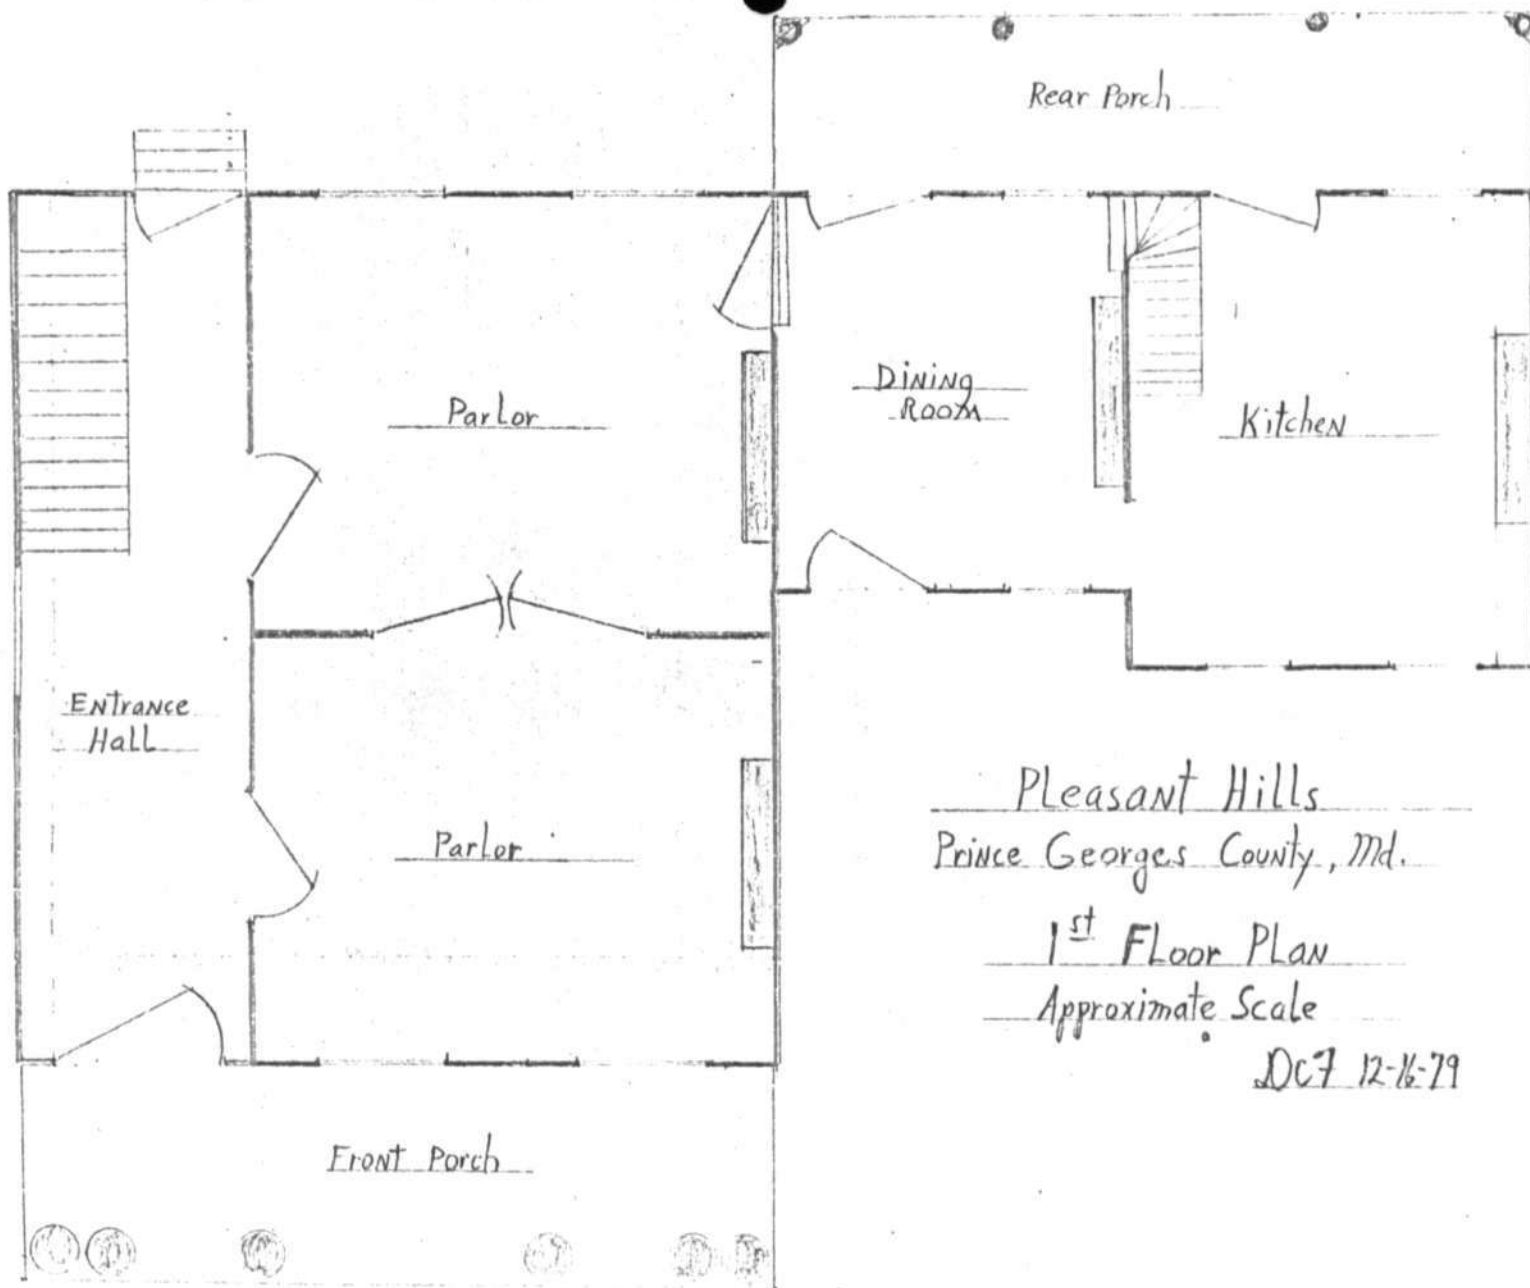 Rear Porch
Parlor
Dining
Room
Kitchen
Entrance
Hall
Parlor
Pleasant Hills
Prince Georges County, Md.
1st Floor Plan
Approximate Scale
DCF 12-16-79
Front Porch